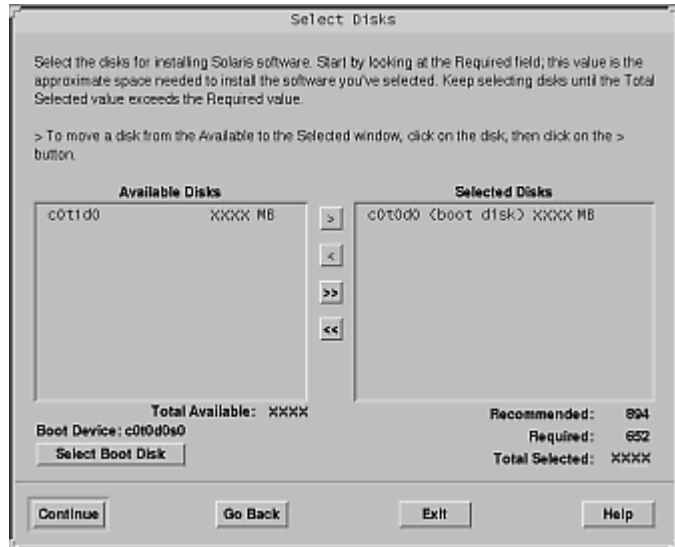 Select Disks
Select the disks for installing Solaris software. Start by looking at the Required field; this value is the
approximate space needed to install the software you've selected. Keep selecting disks until the Total
Selected value exceeds the Required value.
> To move a disk from the Available to the Selected window, click on the disk, then click on the >
button.
Available Disks
Selected Disks
c0t1d0 XXXX MB
>
c0t0d0 (boot disk) XXXX MB
<
>>
<<
Total Available: XXXX
Recommended: 894
Boot Device: c0t0d0s0
Required: 652
Select Boot Disk
Total Selected: XXXX
Continue Go Back Exit Help